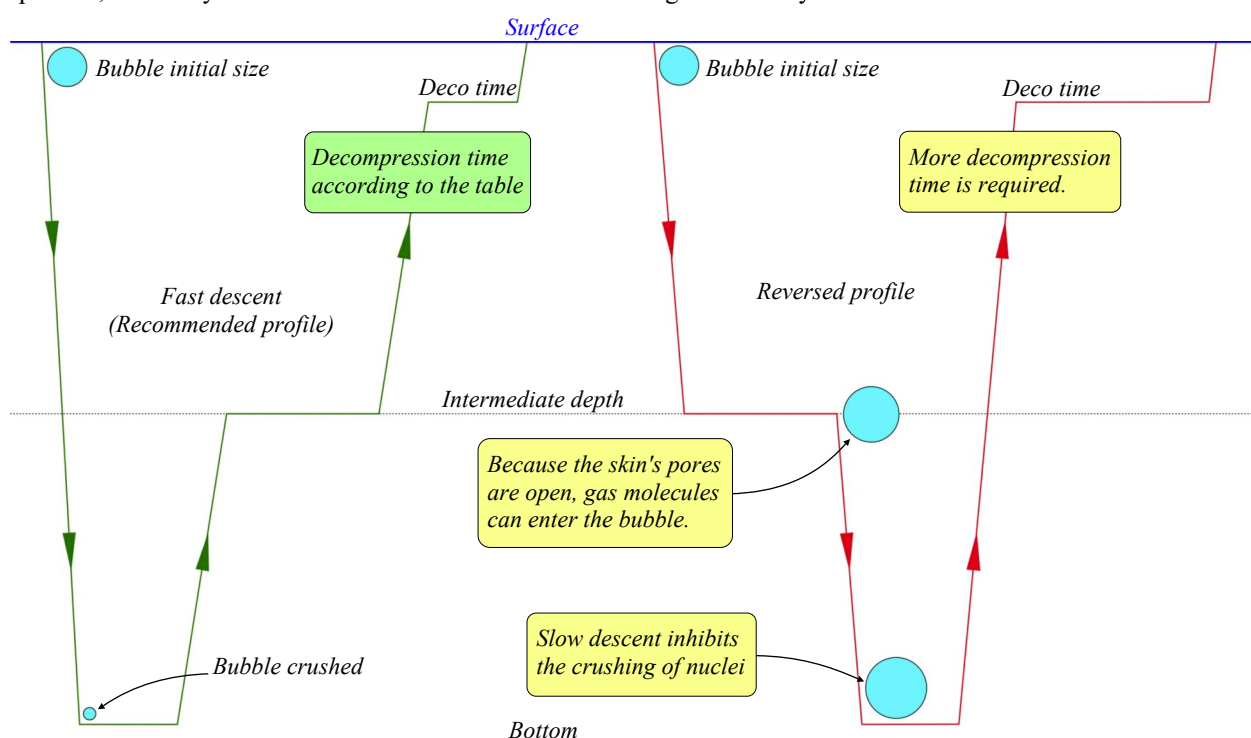 Surface
Bubble initial size
Deco time
Decompression time
according to the table
Fast descent
(Recommended profile)
Bubble crushed
Bubble initial size
Deco time
More decompression
time is required.
Reversed profile
Intermediate depth
Because the skin's pores
are open, gas molecules
can enter the bubble.
Slow descent inhibits
the crushing of nuclei
Bottom